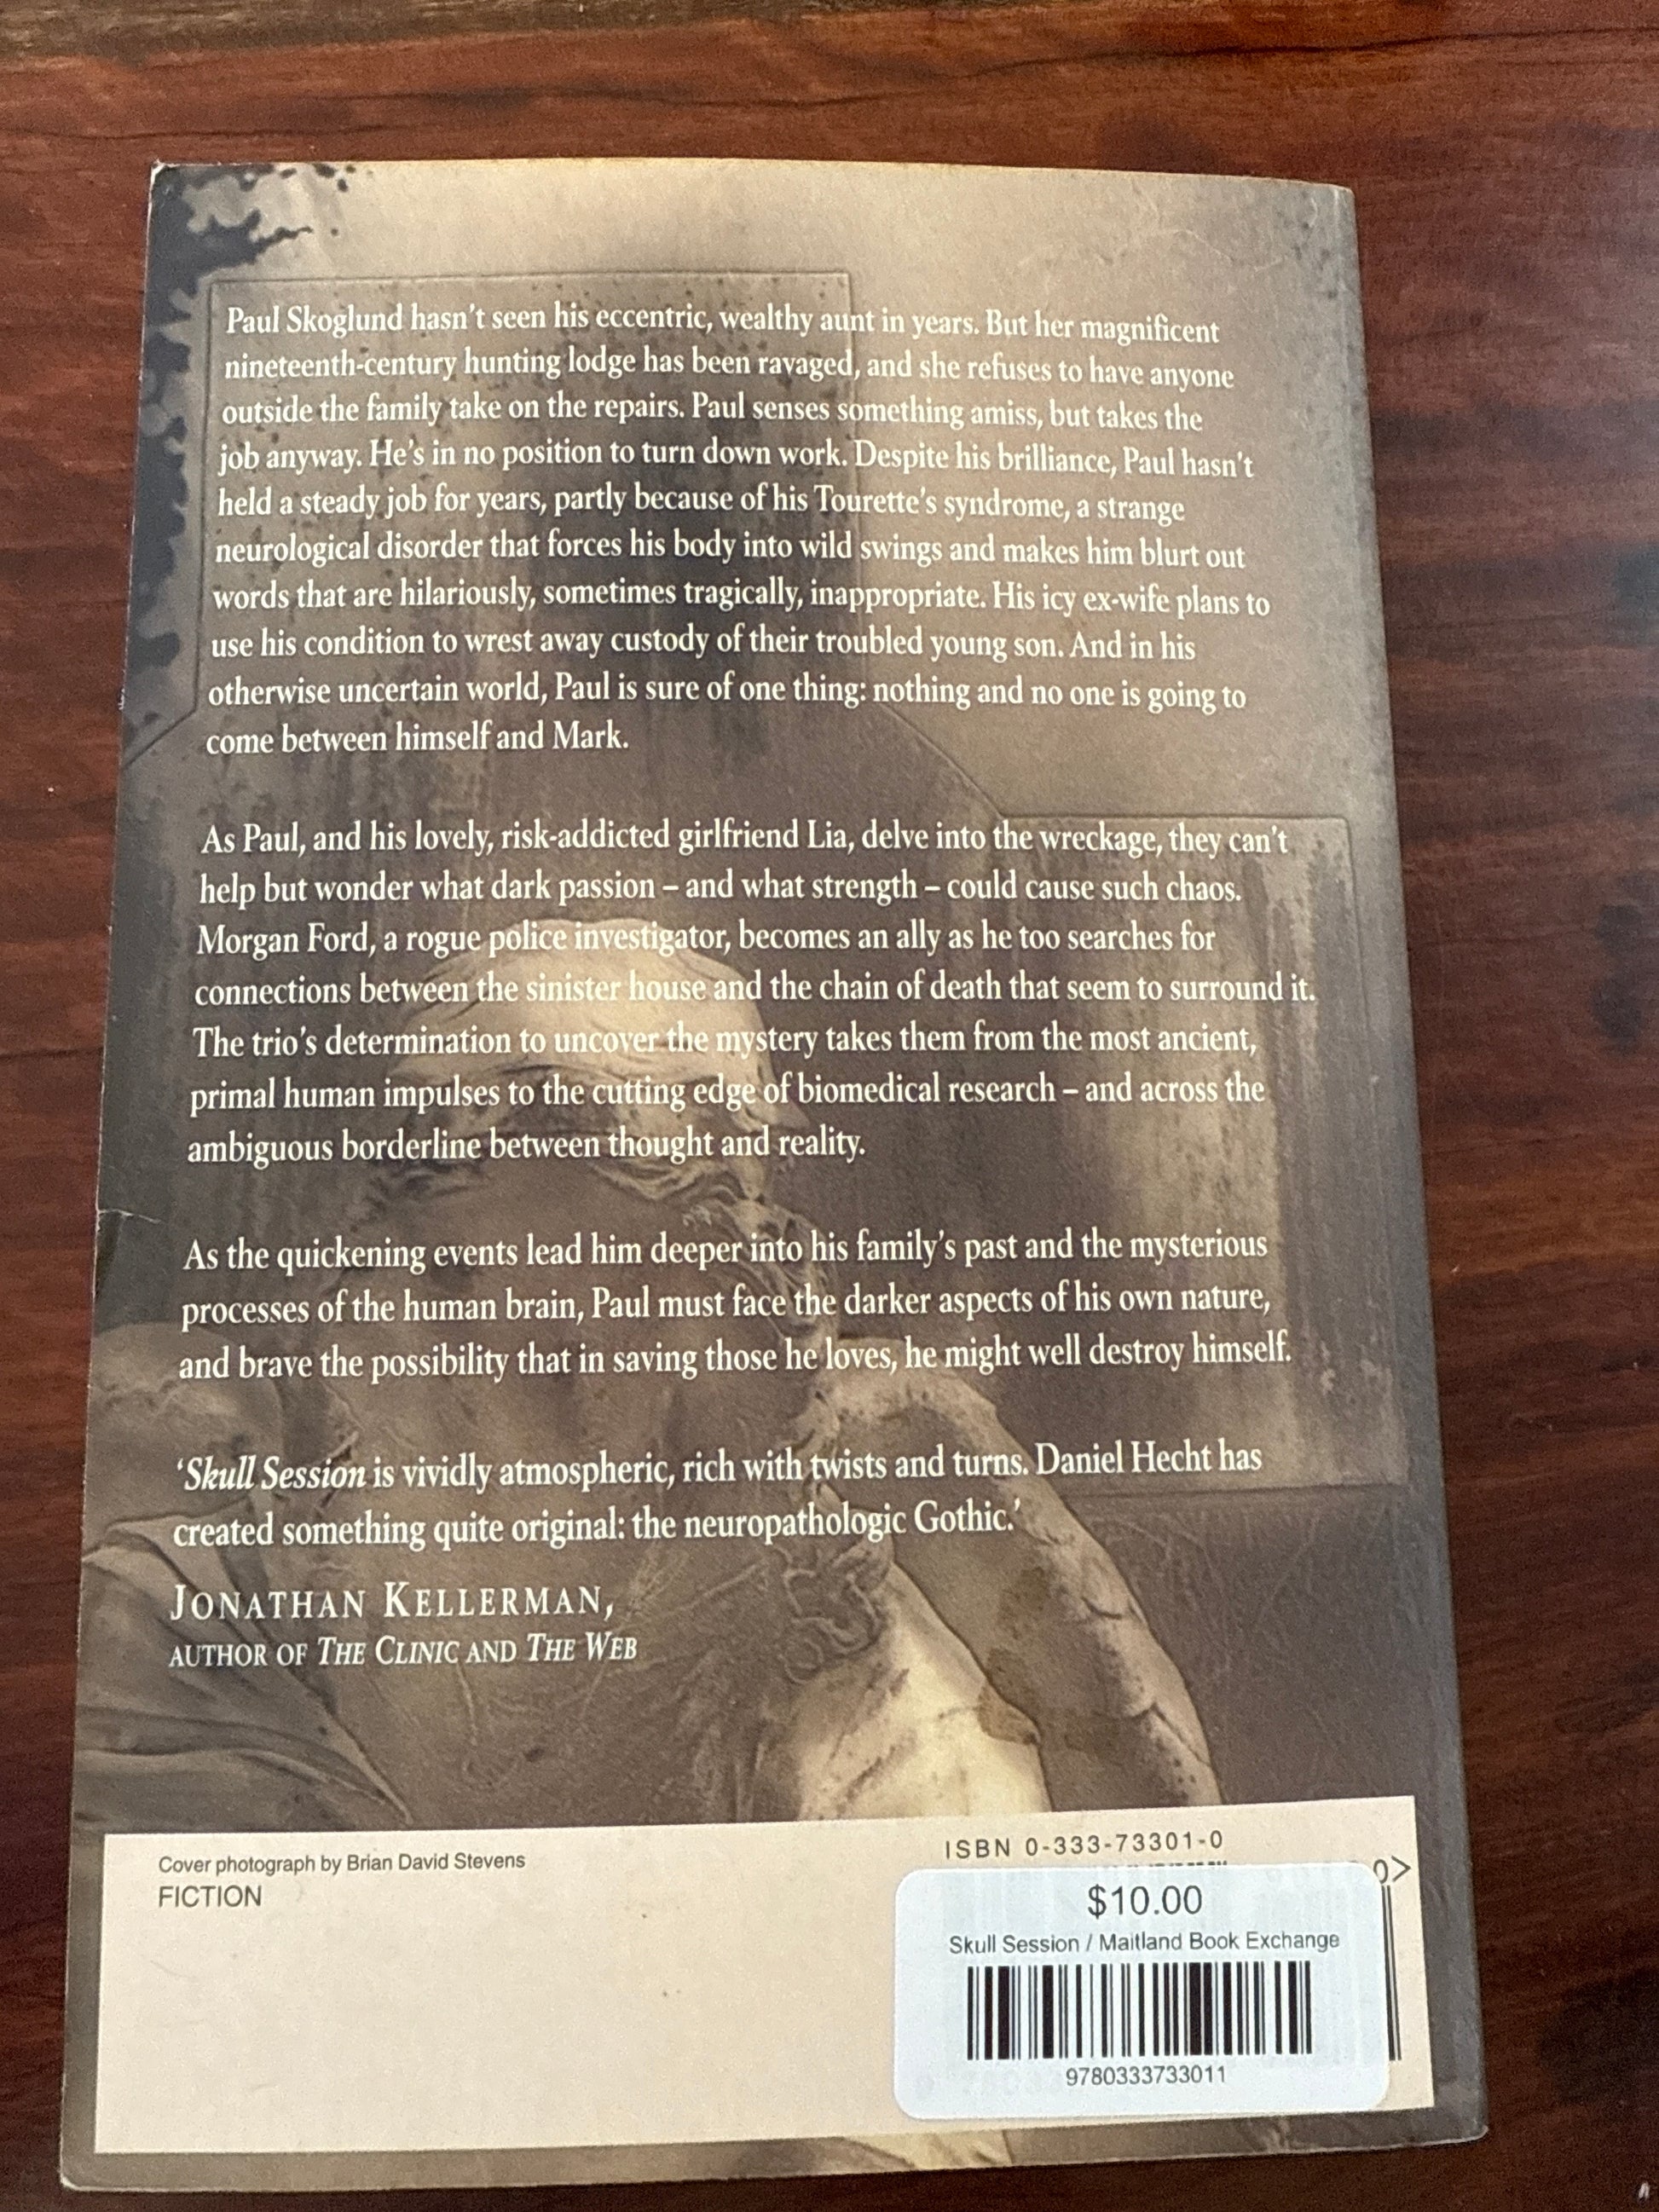 Paul Skoglund hasn't seen his eccentric, wealthy aunt in years. But her magnificent
nineteenth-century hunting lodge has been ravaged, and she refuses to have anyone
outside the family take on the repairs. Paul senses something amiss, but takes the
job anyway. He's in no position to turn down work. Despite his brilliance, Paul hasn't
held a steady job for years, partly because of his Tourette's syndrome, a strange
neurological disorder that forces his body into wild swings and makes him blurt out
words that are hilariously, sometimes tragically, inappropriate. His icy ex-wife plans to
use his condition to wrest away custody of their troubled young son. And in his
otherwise uncertain world, Paul is sure of one thing: nothing and no one is going to
come between himself and Mark.
As Paul, and his lovely, risk-addicted girlfriend Lia, delve into the wreckage, they can't
help but wonder what dark passion – and what strength – could cause such chaos.
Morgan Ford, a rogue police investigator, becomes an ally as he too searches for
connections between the sinister house and the chain of death that seem to surround it.
The trio's determination to uncover the mystery takes them from the most ancient,
primal human impulses to the cutting edge of biomedical research – and across the
ambiguous borderline between thought and reality.
As the quickening events lead him deeper into his family's past and the mysterious
processes of the human brain, Paul must face the darker aspects of his own nature,
and brave the possibility that in saving those he loves, he might well destroy himself.
'Skull Session is vividly atmospheric, rich with twists and turns. Daniel Hecht has
created something quite original: the neuropathologic Gothic.'
JONATHAN KELLERMAN,
AUTHOR OF THE CLINIC AND THE WEB
Cover photograph by Brian David Stevens
FICTION
ISBN 0-333-73301-0
0>
$10.00
Skull Session / Maitland Book Exchange
9780333733011